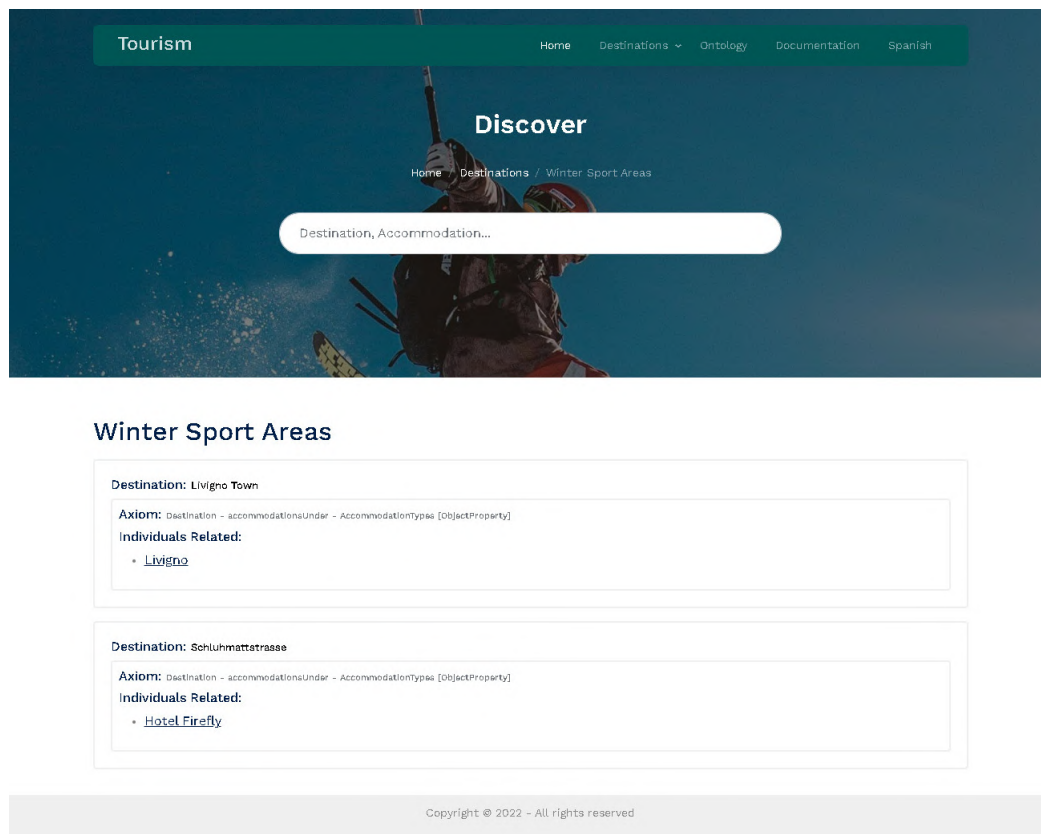 Tourism
Home Destinations Ontology Documentation Spanish
Discover
Home / Destinations / Winter Sport Areas
Destination, Accommodation...
Winter Sport Areas
Destination: Livigno Town
Axiom: Destination - accommodationsUnder - AccommodationTypes [ObjectProperty]
Individuals Related:
• Livigno
Destination: Schluhmattstrasse
Axiom: Destination - accommodationsUnder - AccommodationTypes [ObjectProperty]
Individuals Related:
• Hotel Firefly
Copyright © 2022 - All rights reserved